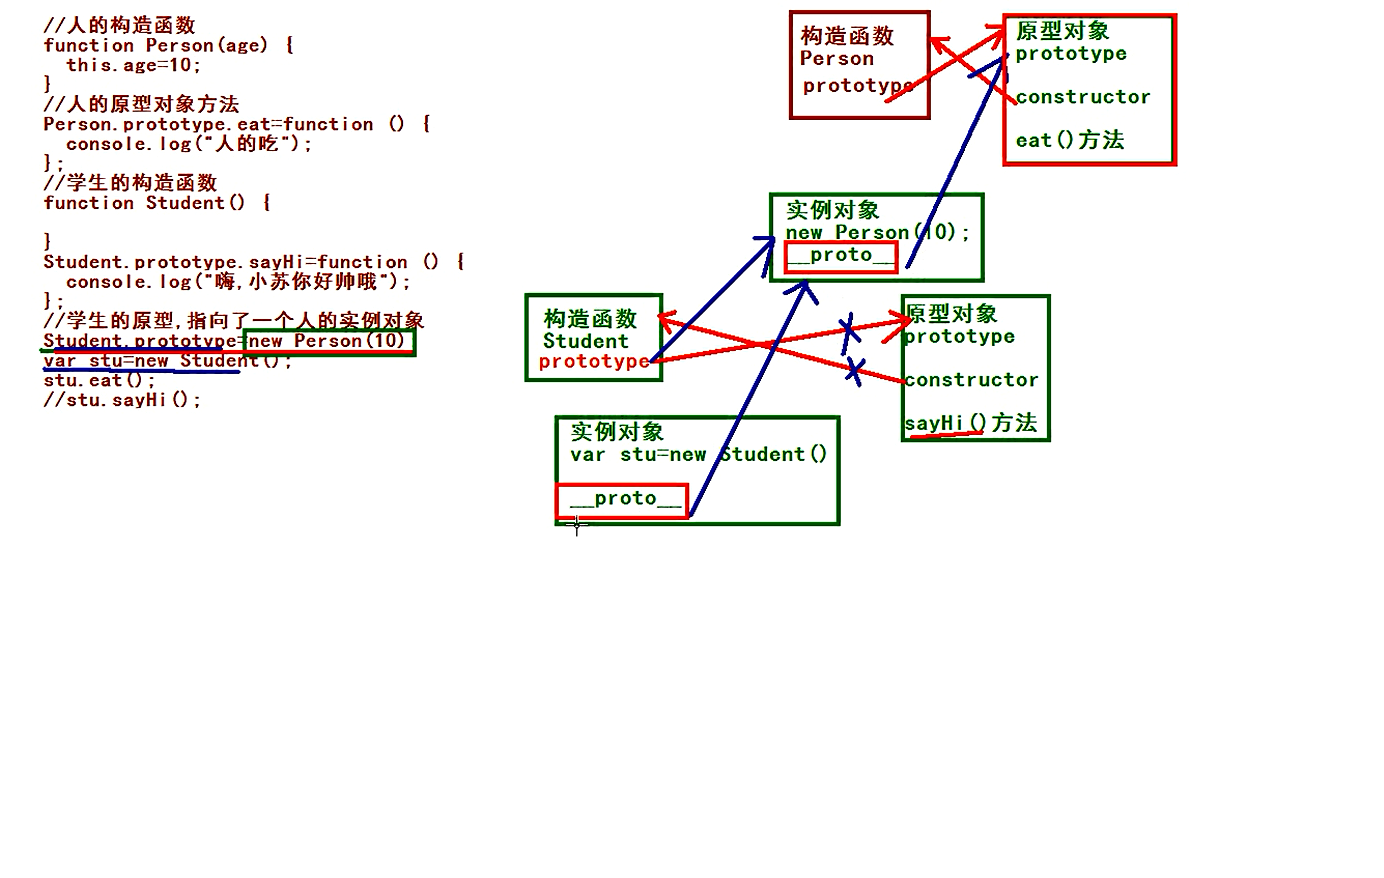 //人的构造函数
function Person(age) {
  this.age=10;
}
//人的原型对象方法
Person.prototype.eat=function () {
  console.log("人的吃");
};
//学生的构造函数
function Student() {
}
Student.prototype.sayHi=function () {
  console.log("嗨,小苏你好帅哦");
};
//学生的原型,指向了一个人的实例对象
Student.prototype=new Person(10)
var stu=new Student();
stu.eat();
//stu.sayHi();
构造函数
Person
prototype
原型对象
prototype
constructor
eat()方法
实例对象
new Person(10);
__proto__
构造函数
Student
prototype
原型对象
prototype
constructor
sayHi()方法
实例对象
var stu=new Student()
__proto__